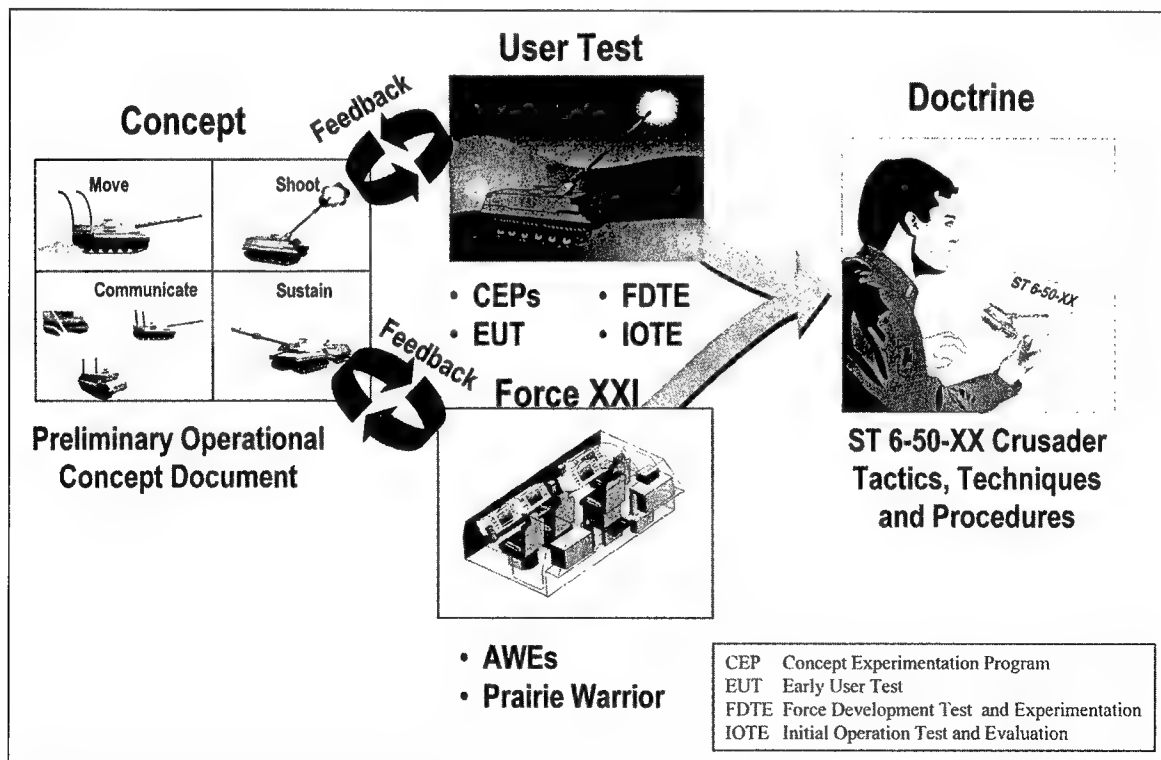 User Test
Concept
Feedback
Doctrine
Move
Shoot
Communicate
Sustain
Feedback
Preliminary Operational
Concept Document
• CEPs • FDTE
• EUT • IOTE
Force XXI
• AWEs
• Prairie Warrior
ST 6-50-XX
ST 6-50-XX Crusader
Tactics, Techniques
and Procedures
CEP Concept Experimentation Program
EUT Early User Test
FDTE Force Development Test and Experimentation
IOTE Initial Operation Test and Evaluation